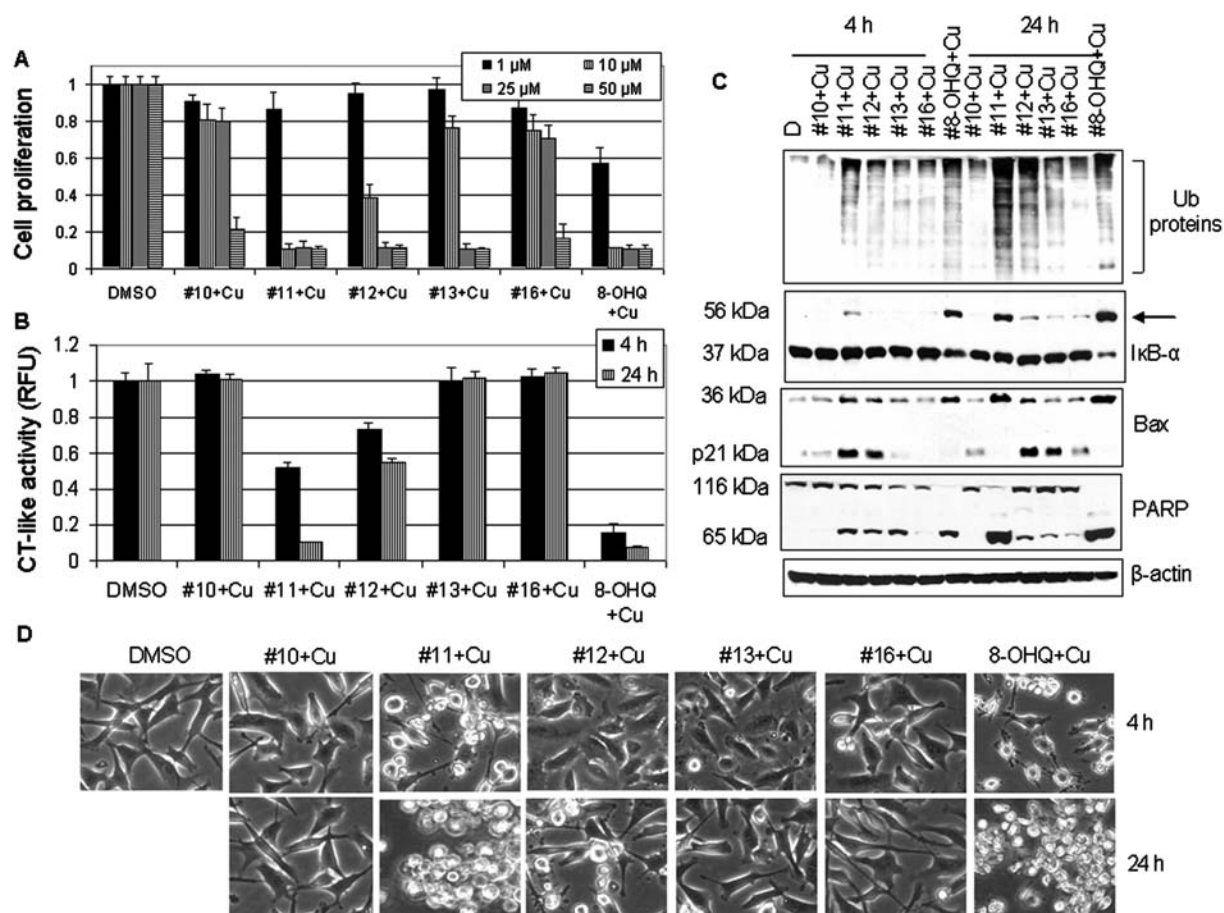 A
Cell proliferation
1.2
1
0.8
0.6
0.4
0.2
0
1 µM
10 µM
25 µM
50 µM
DMSO
#10+Cu
#11+Cu
#12+Cu
#13+Cu
#16+Cu
8-OHQ
+Cu
B
CT-like activity (RFU)
1.2
1
0.8
0.6
0.4
0.2
0
4 h
24 h
DMSO
#10+Cu
#11+Cu
#12+Cu
#13+Cu
#16+Cu
8-OHQ
+Cu
C
4 h
24 h
D
#10+Cu
#11+Cu
#12+Cu
#13+Cu
#16+Cu
#8-OHQ+Cu
#10+Cu
#11+Cu
#12+Cu
#13+Cu
#16+Cu
#8-OHQ+Cu
Ub
proteins
56 kDa
37 kDa
IκB-α
36 kDa
p21 kDa
Bax
116 kDa
65 kDa
PARP
β-actin
D
DMSO
#10+Cu
#11+Cu
#12+Cu
#13+Cu
#16+Cu
8-OHQ+Cu
4 h
24 h